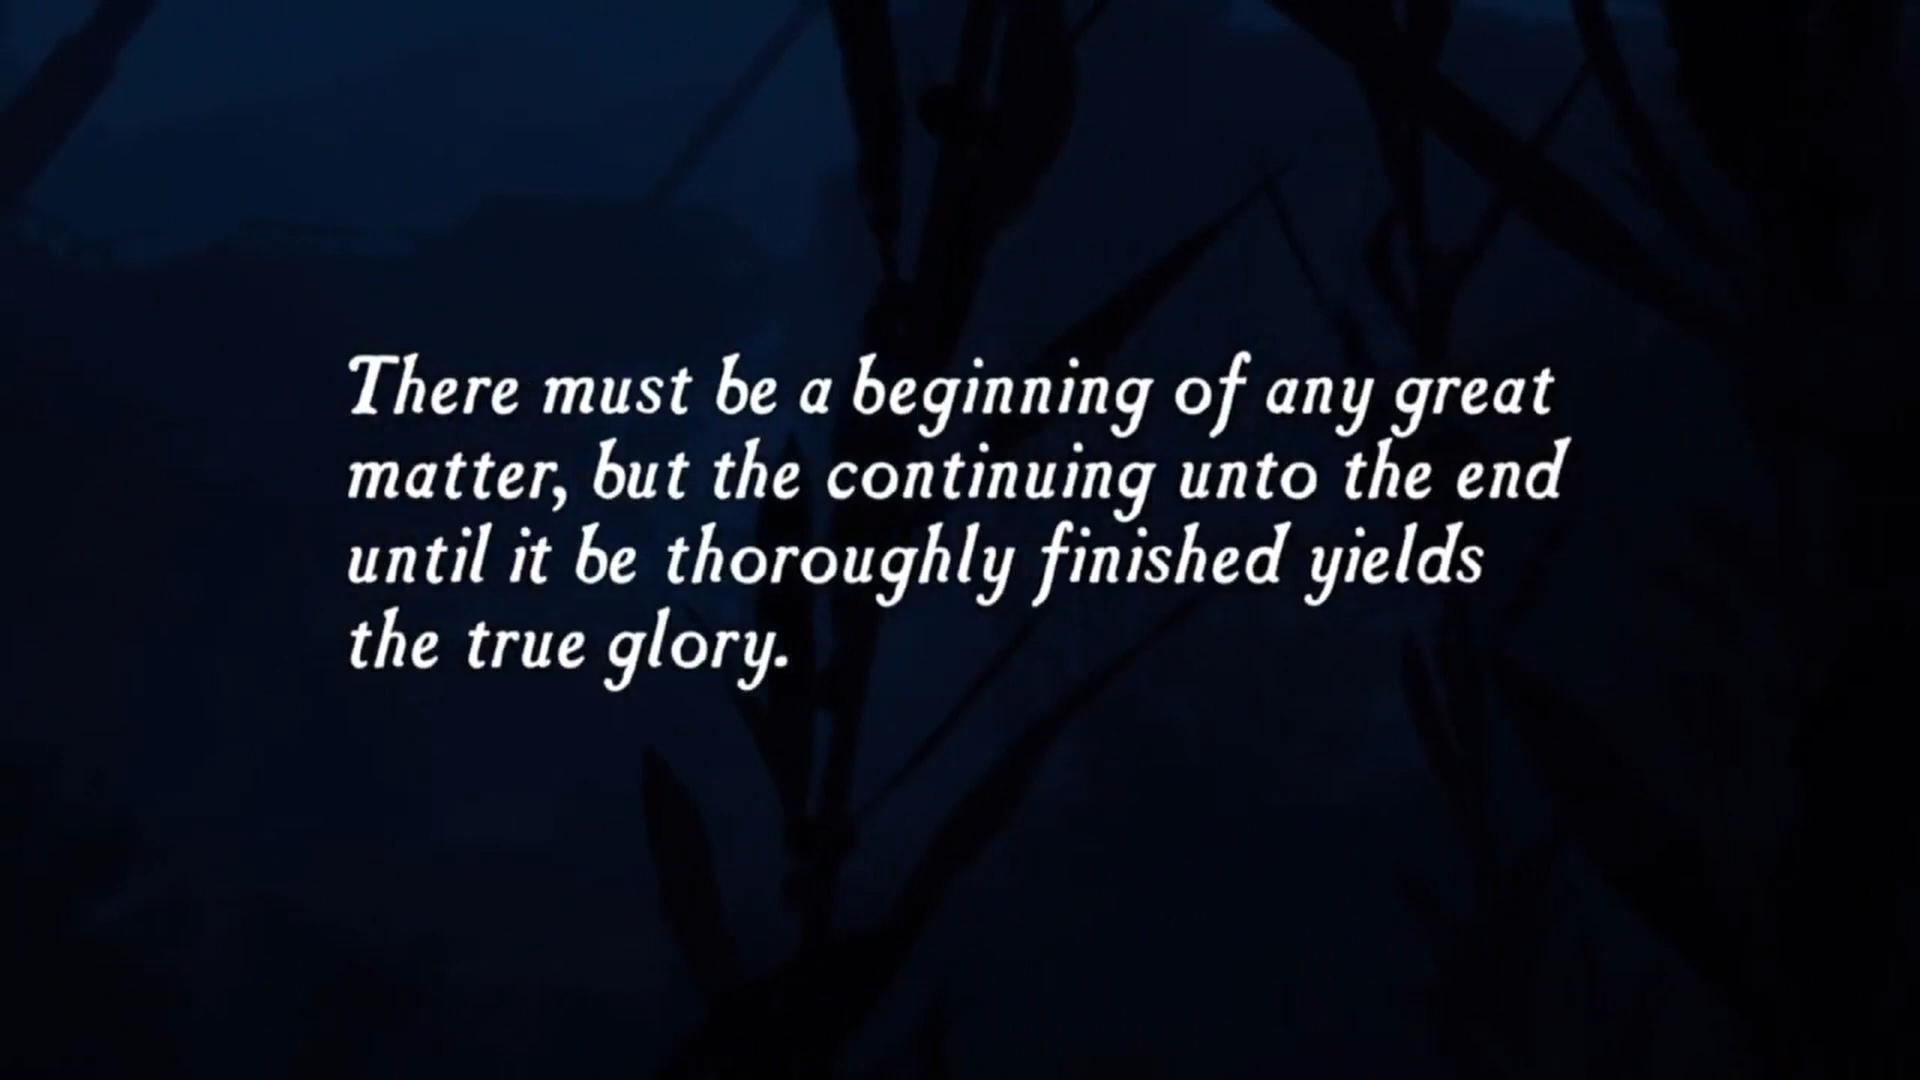 There must be a beginning of any great
matter, but the continuing unto the end
until it be thoroughly finished yields
the true glory.